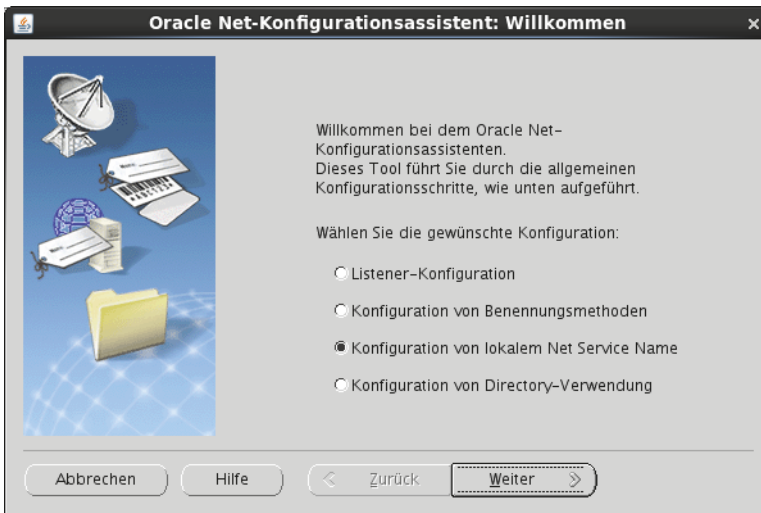 Oracle Net-Konfigurationsassistent: Willkommen
Willkommen bei dem Oracle Net-
Konfigurationsassistenten.
Dieses Tool führt Sie durch die allgemeinen
Konfigurationsschritte, wie unten aufgeführt.
Wählen Sie die gewünschte Konfiguration:
Listener-Konfiguration
Konfiguration von Benennungsmethoden
Konfiguration von lokalem Net Service Name
Konfiguration von Directory-Verwendung
Abbrechen
Hilfe
Zurück
Weiter